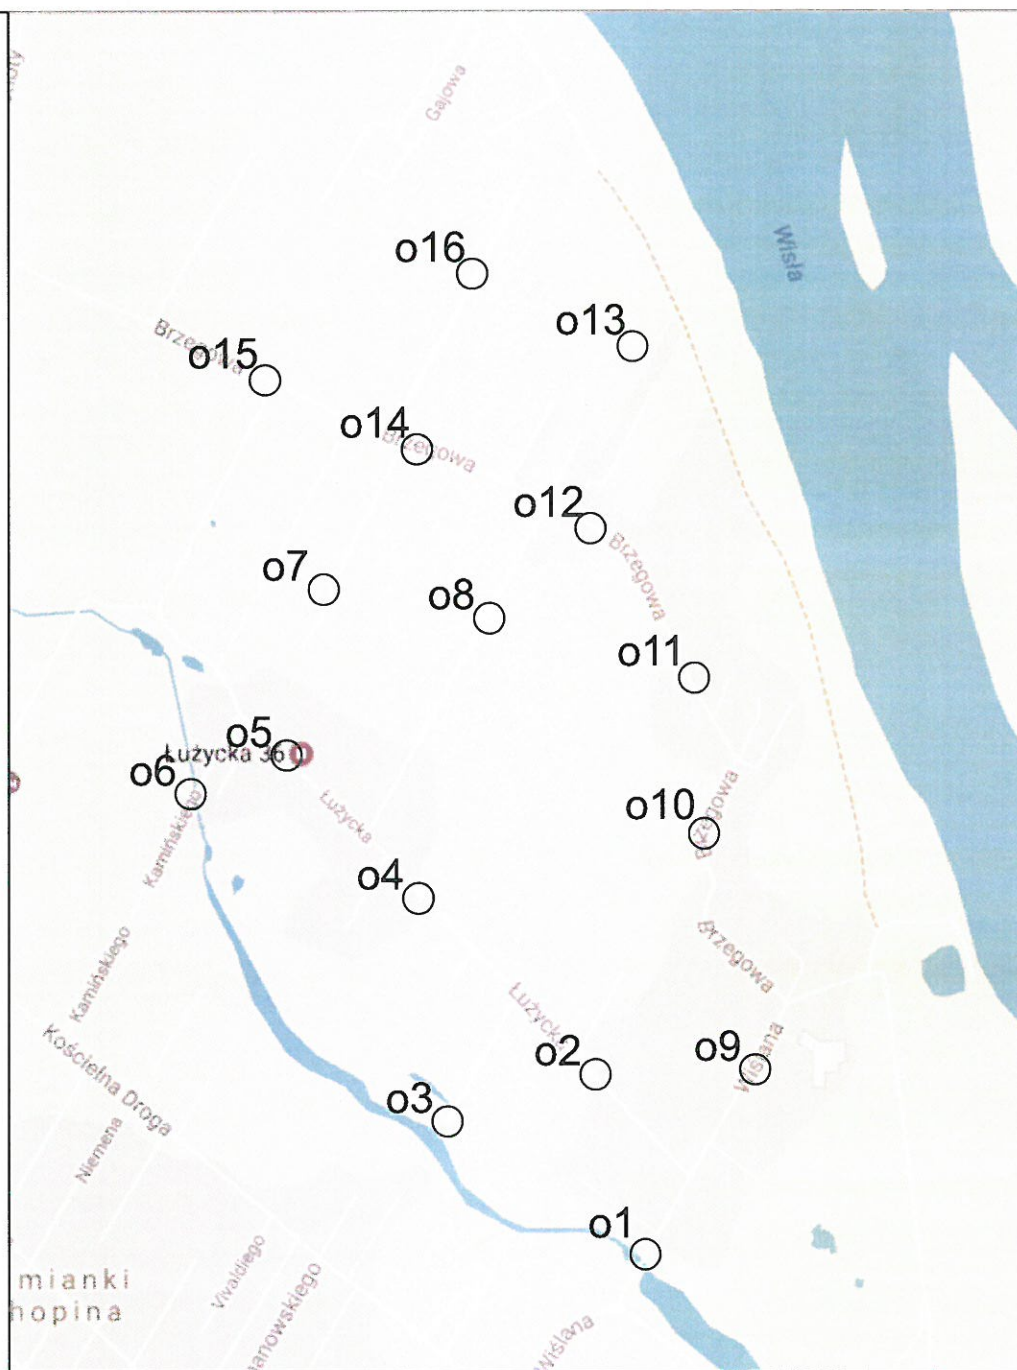 Gajowa
Wisła
o16
o13
Brzegowa
o15
o14
Brzegowa
o12
Brzegowa
o7
o8
o11
o5
Łużycka 36
o6
Kamińskiego
Łużycka
Brzegowa
o10
o4
Kamińskiego
Brzegowa
Łużycka
Kościelna Droga
o2
o9
Wiślana
o3
Niemena
o1
Vivaldiego
mianki
hopina
anowskiego
Wiślana